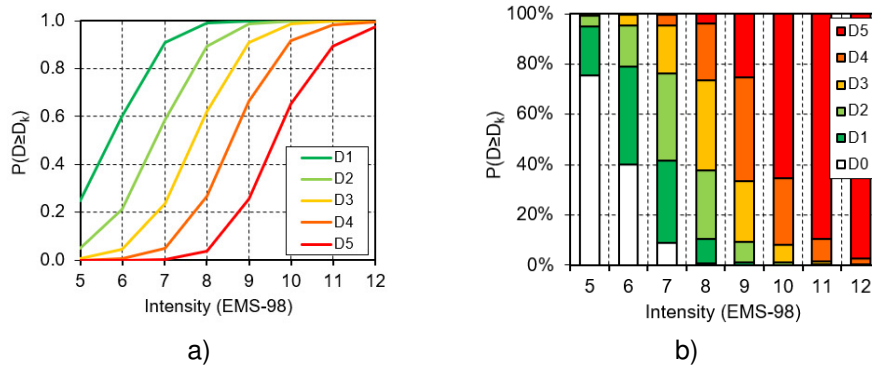 1.0
0.8
0.6
0.4
0.2
0.0
P(D≥Dk)
D1
D2
D3
D4
D5
5 6 7 8 9 10 11 12
Intensity (EMS-98)
a)
100%
80%
60%
40%
20%
0%
P(D≥Dk)
D5
D4
D3
D2
D1
D0
5 6 7 8 9 10 11 12
Intensity (EMS-98)
b)